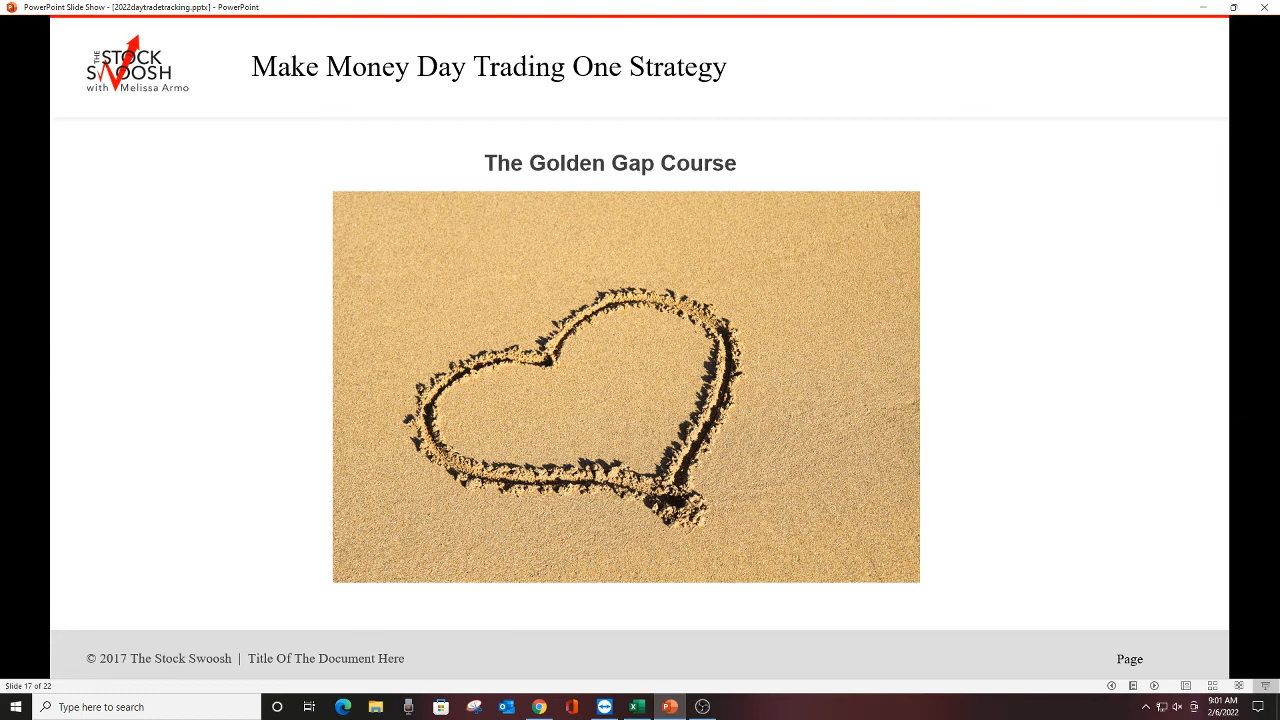 PowerPoint Slide Show - [2022daytradetracking.pptx] - PowerPoint
THE STOCK
SWOOSH
with Melissa Armo
Make Money Day Trading One Strategy
The Golden Gap Course
© 2017 The Stock Swoosh | Title Of The Document Here
Page
Slide 17 of 22
Type here to search
9:01 AM
2/6/2022